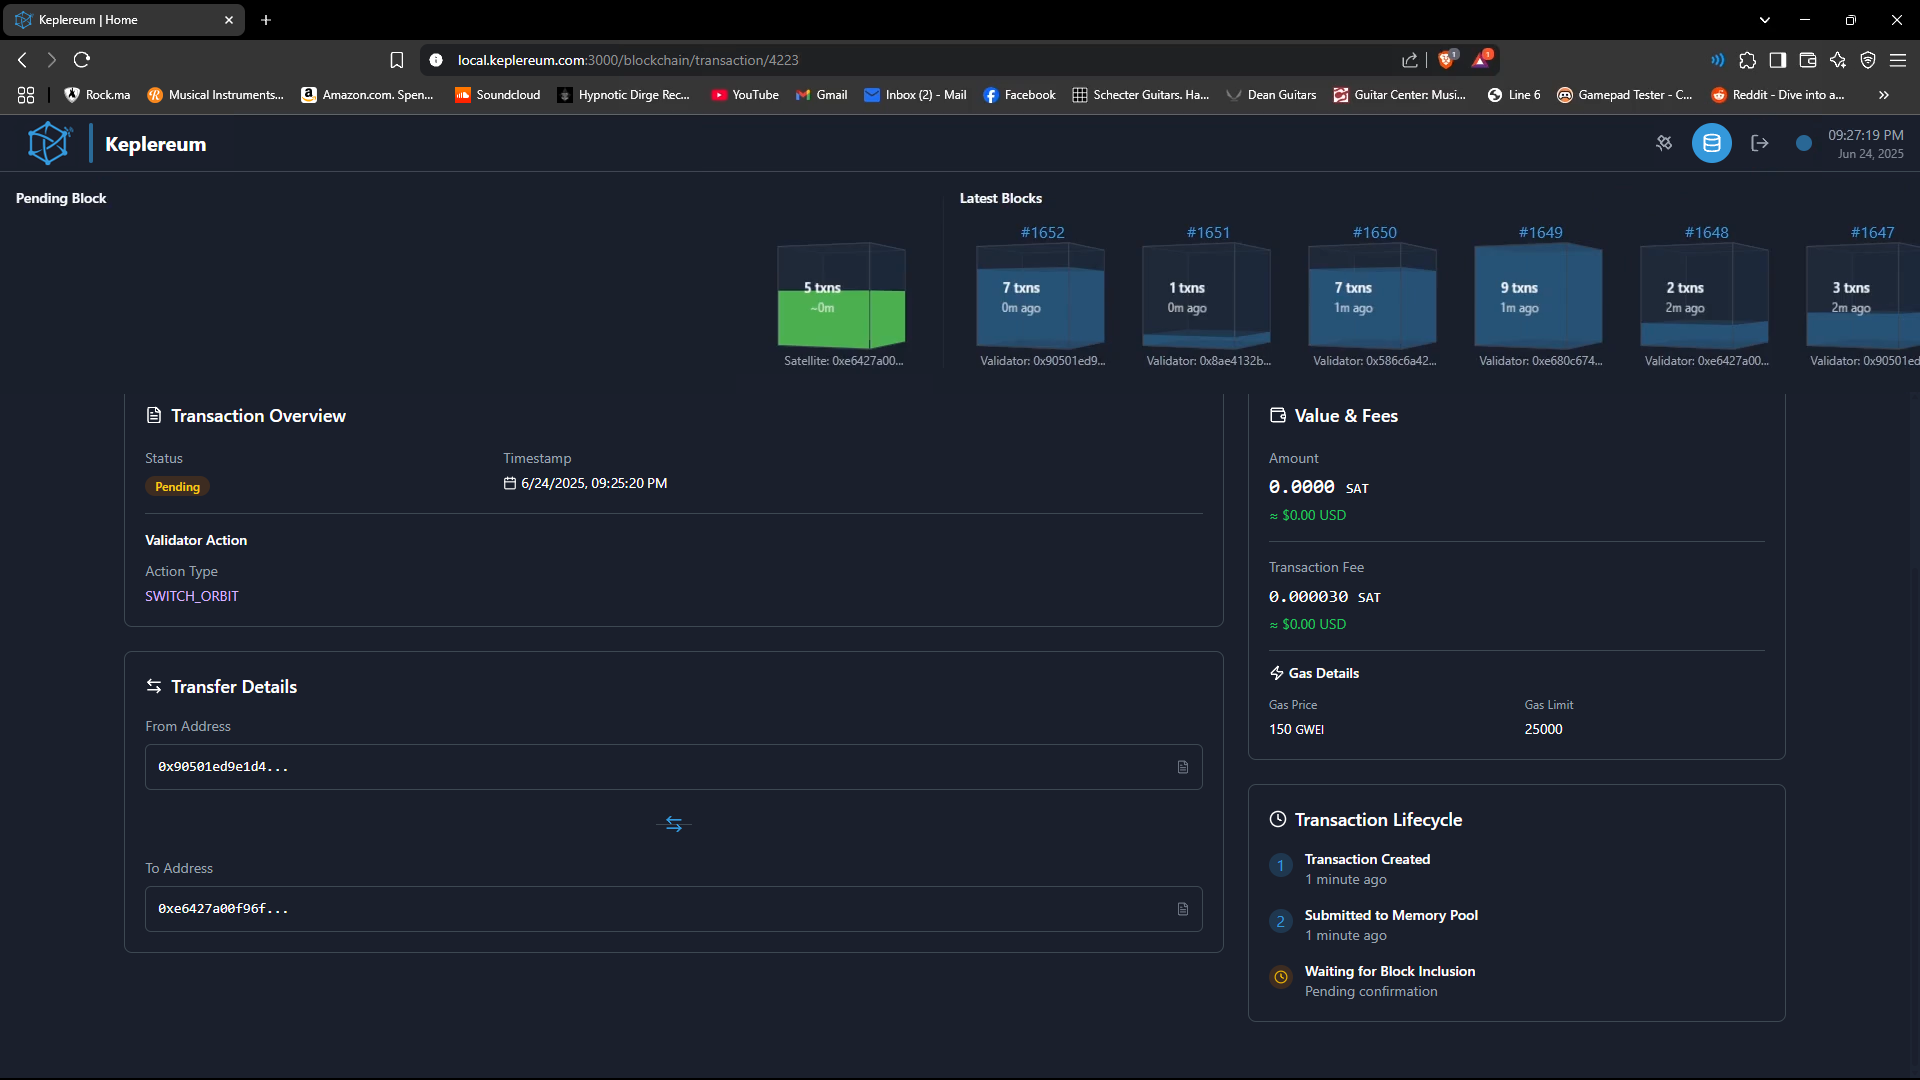 Keplereum | Home
local.keplereum.com:3000/blockchain/transaction/4223
1
1
Rock.ma
Musical Instruments...
Amazon.com. Spen...
Soundcloud
Hypnotic Dirge Rec...
YouTube
Gmail
Inbox (2) - Mail
Facebook
Schecter Guitars. Ha...
Dean Guitars
Guitar Center: Musi...
Line 6
Gamepad Tester - C...
Reddit - Dive into a...
Keplereum
09:27:19 PM
Jun 24, 2025
Pending Block
5 txns
~0m
Satellite: 0xe6427a00...
Latest Blocks
#1652
7 txns
0m ago
Validator: 0x90501ed9...
#1651
1 txns
0m ago
Validator: 0x8ae4132b...
#1650
7 txns
1m ago
Validator: 0x586c6a42...
#1649
9 txns
1m ago
Validator: 0xe680c674...
#1648
2 txns
2m ago
Validator: 0xe6427a00...
#1647
3 txns
2m ago
Validator: 0x90501ed
Transaction Overview
Status
Pending
Timestamp
6/24/2025, 09:25:20 PM
Validator Action
Action Type
SWITCH_ORBIT
Transfer Details
From Address
0x90501ed9e1d4...
To Address
0xe6427a00f96f...
Value & Fees
Amount
0.0000 SAT
≈ $0.00 USD
Transaction Fee
0.000030 SAT
≈ $0.00 USD
Gas Details
Gas Price
150 GWEI
Gas Limit
25000
Transaction Lifecycle
1
Transaction Created
1 minute ago
2
Submitted to Memory Pool
1 minute ago
Waiting for Block Inclusion
Pending confirmation